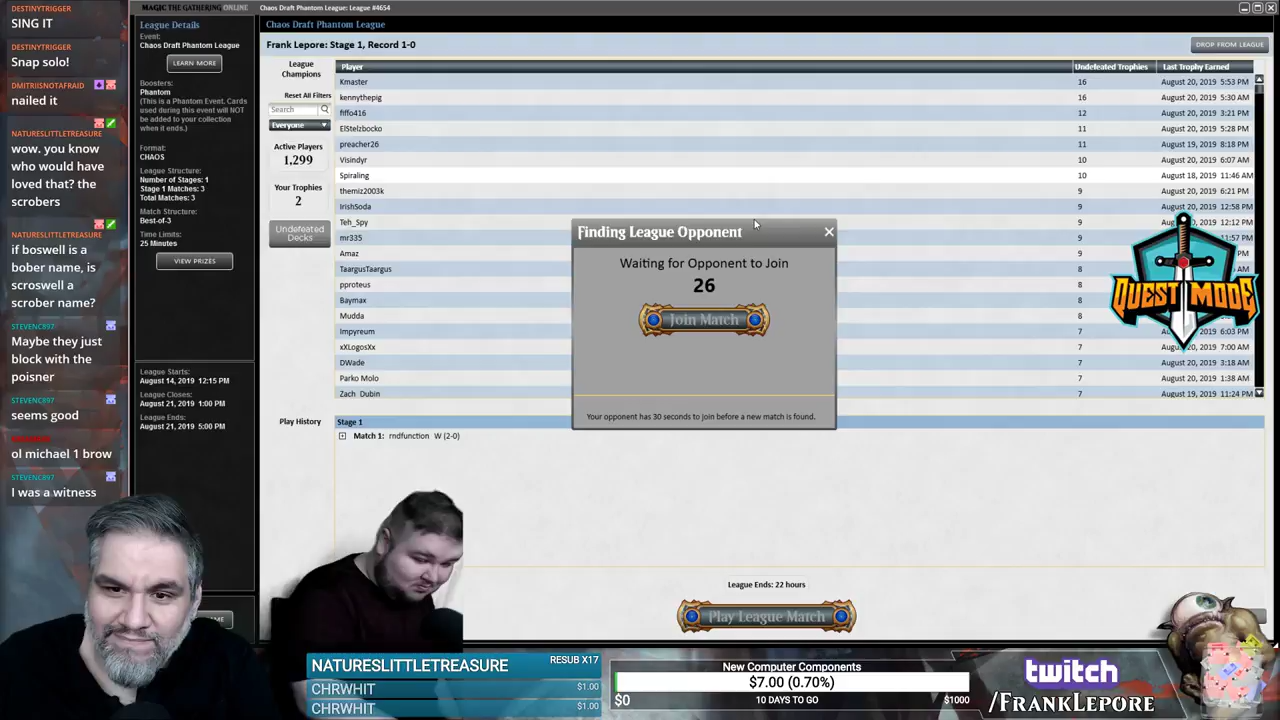 DESTINYTRIGGER
SING IT
DESTINYTRIGGER
Snap solo!
DMITRIISNOTAFRAID
nailed it
NATURESLITTLETREASURE
wow. you know
who would have
loved that? the
scrobers
NATURESLITTLETREASURE
if boswell is a
bober name, is
scroswell a
scrober name?
STEVENC897
Maybe they just
block with the
poisner
STEVENC897
seems good
ol michael 1 brow
STEVENC897
I was a witness
MAGIC THE GATHERING ONLINE
Chaos Draft Phantom League: League #4654
League Details
Event:
Chaos Draft Phantom League
LEARN MORE
Boosters:
Phantom
(This is a Phantom Event. Cards
used during this event will NOT
be added to your collection
when it ends.)
Format:
CHAOS
League Structure:
Number of Stages: 1
Stage 1 Matches: 3
Total Matches: 3
Match Structure:
Best-of-3
Time Limits:
25 Minutes
VIEW PRIZES
League Starts:
August 14, 2019 12:15 PM
League Closes:
August 21, 2019 1:00 PM
League Ends:
August 21, 2019 5:00 PM
Chaos Draft Phantom League
Frank Lepore: Stage 1, Record 1-0
DROP FROM LEAGUE
League
Champions
Reset All Filters
Search
Everyone
Active Players
1,299
Your Trophies
2
Undefeated
Decks
Player Undefeated Trophies Last Trophy Earned
Kmaster 16 August 20, 2019 5:53 PM
kennythepig 16 August 20, 2019 5:30 AM
fiffo416 12 August 20, 2019 3:21 PM
ElStelzbocko 11 August 20, 2019 5:28 PM
preacher26 11 August 19, 2019 8:18 PM
Visindyr 10 August 20, 2019 6:07 AM
Spiraling 10 August 18, 2019 11:46 AM
themiz2003k 9 August 20, 2019 6:21 PM
IrishSoda 9 August 20, 2019 12:58 PM
Teh_Spy 9 12:12 PM
mr335 9 11:57 PM
Amaz 9 PM
TaargusTaargus 8 AM
pproteus 8
Baymax 8
Mudda 8
Impyreum 7 6:03 PM
xXLogosXx 7 August 20, 2019 7:00 AM
DWade 7 August 20, 2019 3:18 AM
Parko Molo 7 August 20, 2019 1:38 AM
Zach_Dubin 7 August 19, 2019 11:24 PM
Finding League Opponent
Waiting for Opponent to Join
26
Join Match
Your opponent has 30 seconds to join before a new match is found.
QUEST MODE
Play History
Stage 1
Match 1: rndfunction W (2-0)
League Ends: 22 hours
Play League Match
NATURESLITTLETREASURE RESUB X17
CHRWHIT $1.00
CHRWHIT $1.00
New Computer Components
$7.00 (0.70%)
$0 10 DAYS TO GO $1000
twitch
/FRANKLEPORE